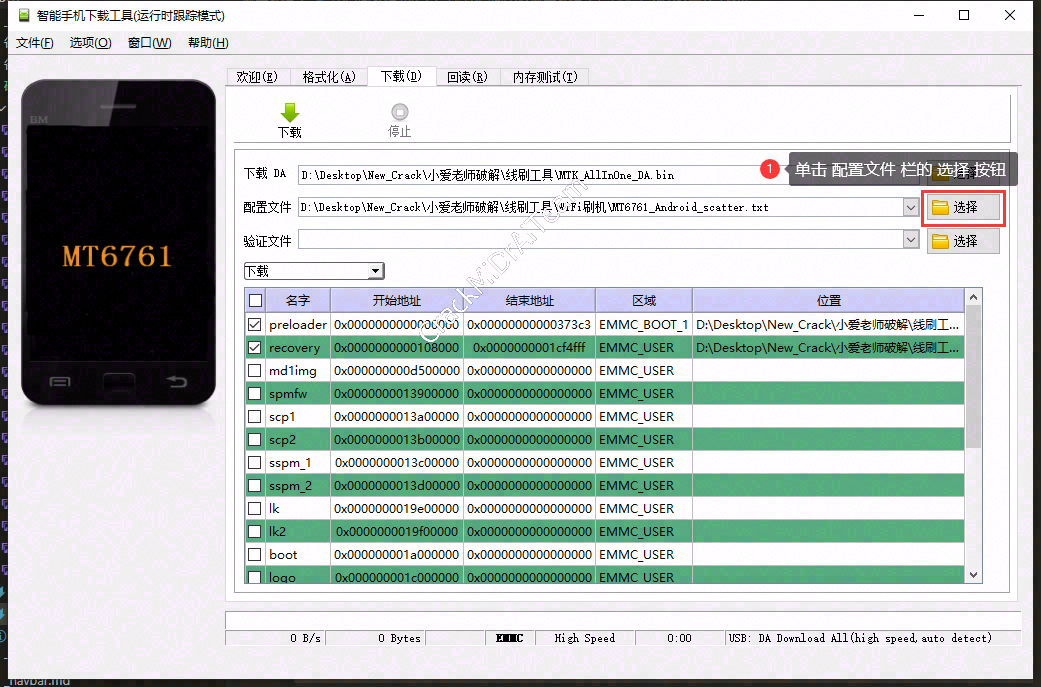 智能手机下载工具(运行时跟踪模式)
文件(F) 选项(O) 窗口(W) 帮助(H)
欢迎(E) 格式化(A) 下载(D) 回读(R) 内存测试(T)
BM
下载 停止
下载 DA D:\Desktop\New_Crack\小爱老师破解\线刷工具\MTK_AllInOne_DA.bin
1 单击 配置文件 栏的 选择 按钮
配置文件 D:\Desktop\New_Crack\小爱老师破解\线刷工具\WiFi刷机\MT6761_Android_scatter.txt 选择
验证文件 选择
MT6761
下载
名字 开始地址 结束地址 区域 位置
preloader 0x0000000000000000 0x00000000000373c3 EMMC_BOOT_1 D:\Desktop\New_Crack\小爱老师破解\线刷工...
recovery 0x0000000000108000 0x0000000001cf4fff EMMC_USER D:\Desktop\New_Crack\小爱老师破解\线刷工...
md1img 0x000000000d500000 0x0000000000000000 EMMC_USER
spmfw 0x0000000013900000 0x0000000000000000 EMMC_USER
scp1 0x0000000013a00000 0x0000000000000000 EMMC_USER
scp2 0x0000000013b00000 0x0000000000000000 EMMC_USER
sspm_1 0x0000000013c00000 0x0000000000000000 EMMC_USER
sspm_2 0x0000000013d00000 0x0000000000000000 EMMC_USER
lk 0x0000000019e00000 0x0000000000000000 EMMC_USER
lk2 0x0000000019f00000 0x0000000000000000 EMMC_USER
boot 0x000000001a000000 0x0000000000000000 EMMC_USER
logo 0x000000001c000000 0x0000000000000000 EMMC_USER
CrackMiDrAiTeam
0 B/s 0 Bytes EMMC High Speed 0:00 USB: DA Download All(high speed,auto detect)
navbar.md